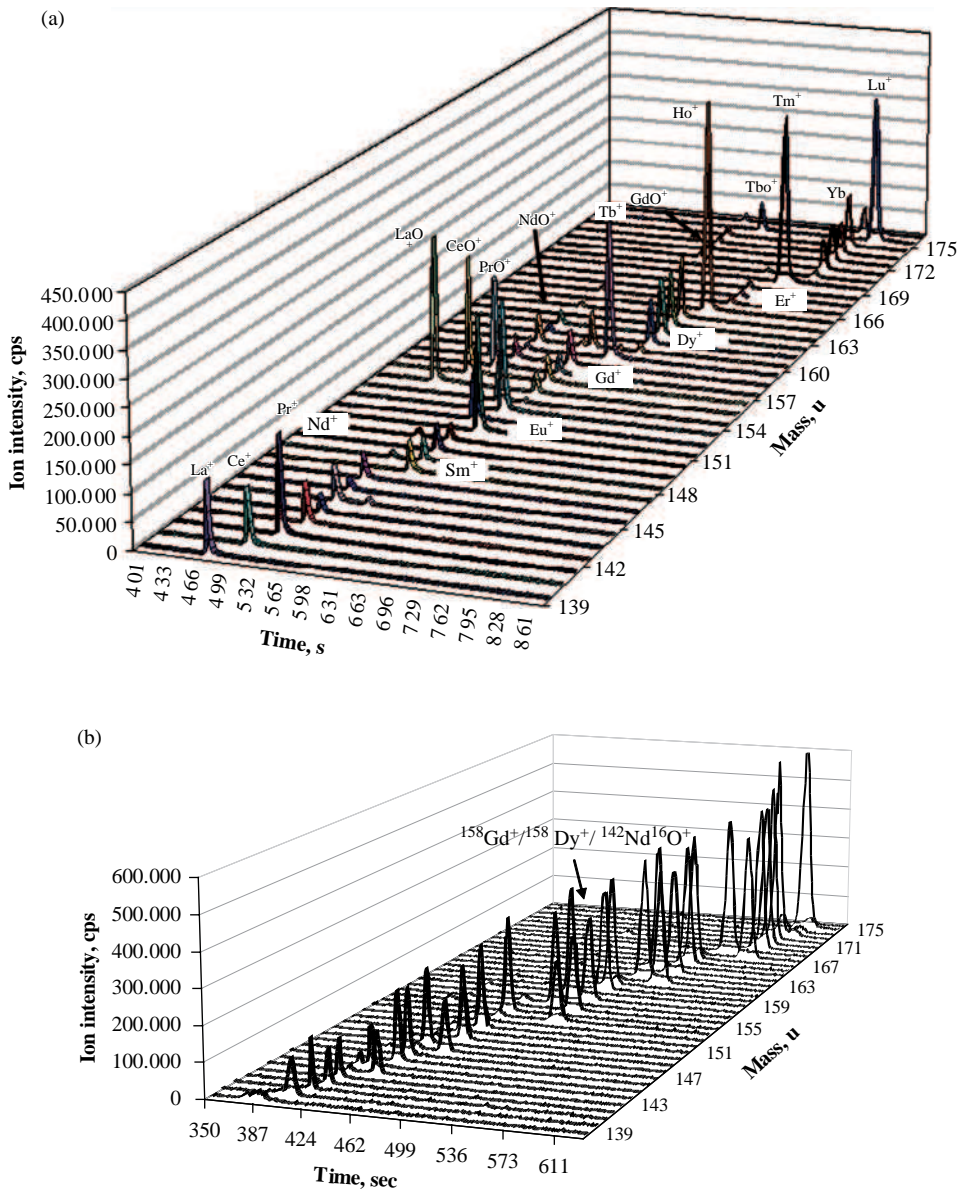 (a)
Ion intensity, cps
450.000
400.000
350.000
300.000
250.000
200.000
150.000
100.000
50.000
0
La+
Ce+
Pr+
Nd+
Sm+
Eu+
Gd+
Dy+
Er+
LaO+
CeO+
PrO+
NdO+
Tb+
GdO+
Ho+
Tbo+
Tm+
Yb
Lu+
401
433
466
499
532
565
598
631
663
696
729
762
795
828
861
Time, s
139
142
145
148
151
154
157
160
163
166
169
172
175
Mass, u
(b)
158Gd+/158 Dy+/ 142Nd16O+
Ion intensity, cps
600.000
500.000
400.000
300.000
200.000
100.000
0
350
387
424
462
499
536
573
611
Time, sec
139
143
147
151
155
159
163
167
171
175
Mass, u